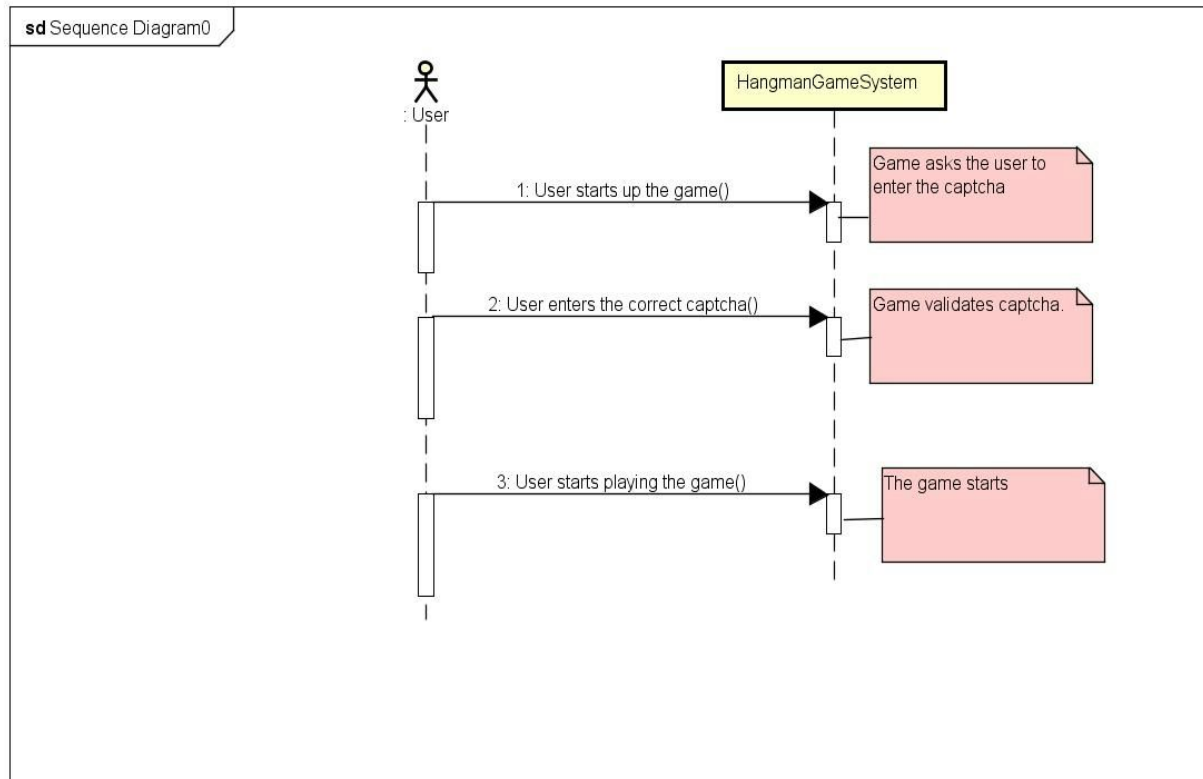 sd Sequence Diagram0
: User
HangmanGameSystem
Game asks the user to
enter the captcha
1: User starts up the game()
2: User enters the correct captcha()
Game validates captcha.
3: User starts playing the game()
The game starts